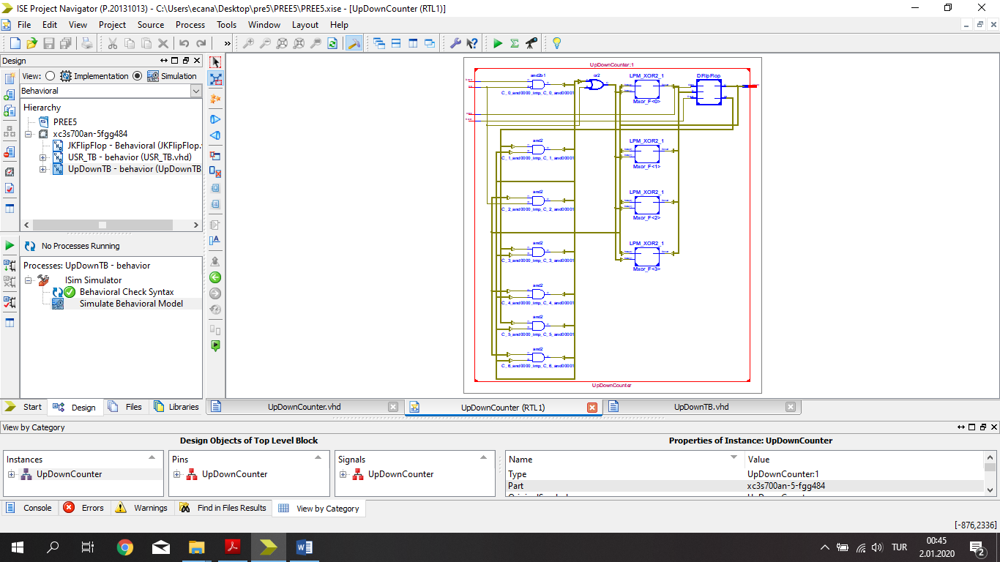 ISE Project Navigator (P.20131013) - C:\Users\ecana\Desktop\pre5\PREE5\PREE5.xise - [UpDownCounter (RTL1)]
File Edit View Project Source Process Tools Window Layout Help
Design
View: Implementation Simulation
Behavioral
Hierarchy
PREE5
xc3s700an-5fgg484
JKFlipFlop - Behavioral (JKFlipFlop.
USR_TB - behavior (USR_TB.vhd)
UpDownTB - behavior (UpDownTB
No Processes Running
Processes: UpDownTB - behavior
ISim Simulator
Behavioral Check Syntax
Simulate Behavioral Model
Start Design Files Libraries
UpDownCounter:1
and2b1 or2 LPM_XOR2_1 DFlipFlop
C_0_and0000_imp_C_0_and00001 Mxor_F<0>
and2 LPM_XOR2_1
C_1_and0000_imp_C_1_and00001 Mxor_F<1>
and2 LPM_XOR2_1
C_2_and0000_imp_C_2_and00001 Mxor_F<2>
and2 LPM_XOR2_1
C_3_and0000_imp_C_3_and00001 Mxor_F<3>
and2
C_4_and0000_imp_C_4_and00001
and2
C_5_and0000_imp_C_5_and00001
and2
C_6_and0000_imp_C_6_and00001
UpDownCounter
UpDownCounter.vhd UpDownCounter (RTL1) UpDownTB.vhd
View by Category
Design Objects of Top Level Block Properties of Instance: UpDownCounter
Instances Pins Signals Name Value
UpDownCounter UpDownCounter UpDownCounter Type UpDownCounter:1
Part xc3s700an-5-fgg484
Console Errors Warnings Find in Files Results View by Category
[-876,2336]
TUR
00:45
2.01.2020
2